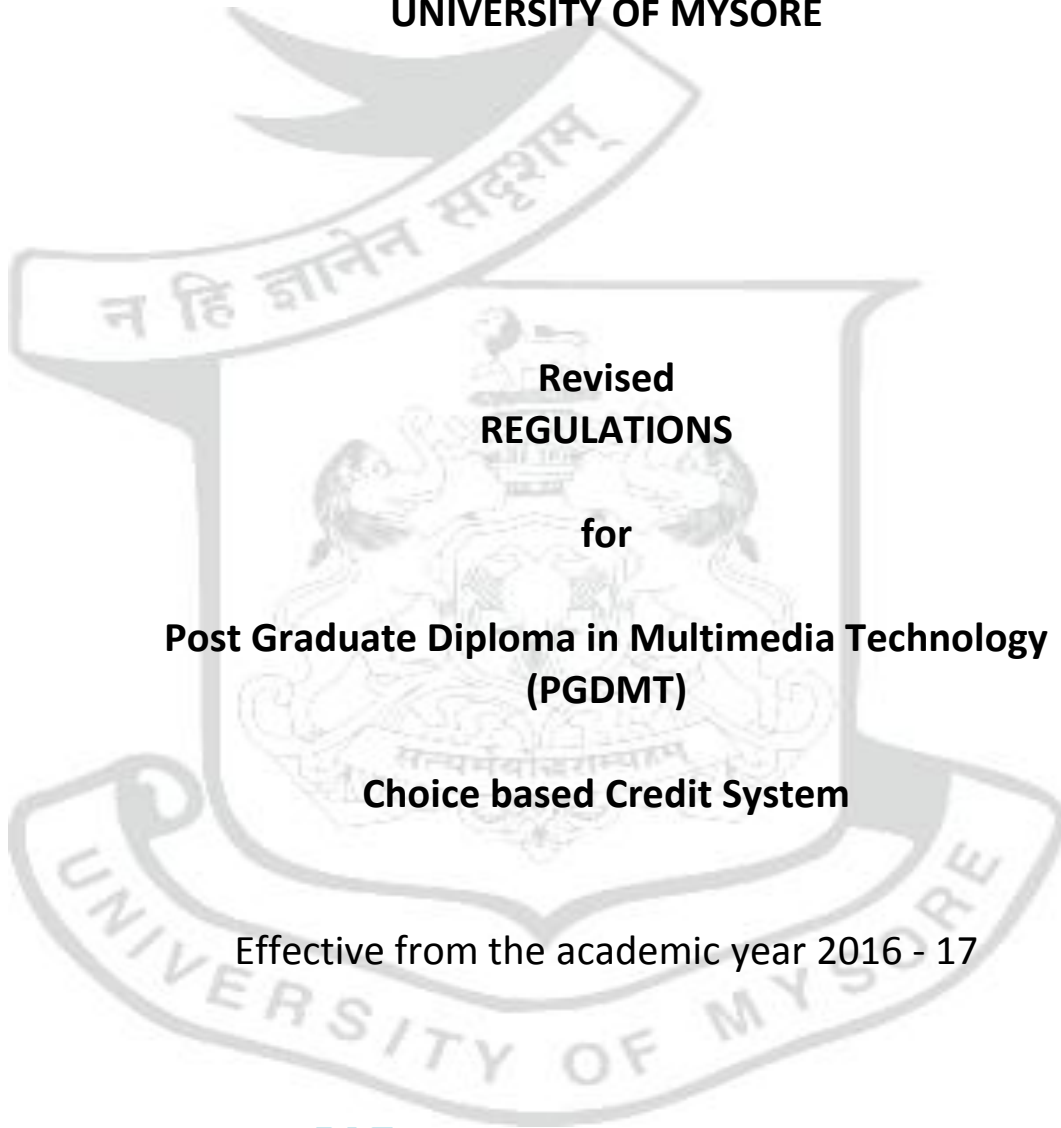 UNIVERSITY OF MYSORE
न हि ज्ञानेन सदृशम्
Revised
REGULATIONS
for
Post Graduate Diploma in Multimedia Technology
(PGDMT)
Choice based Credit System
Effective from the academic year 2016 - 17
UNIVERSITY OF MYSORE